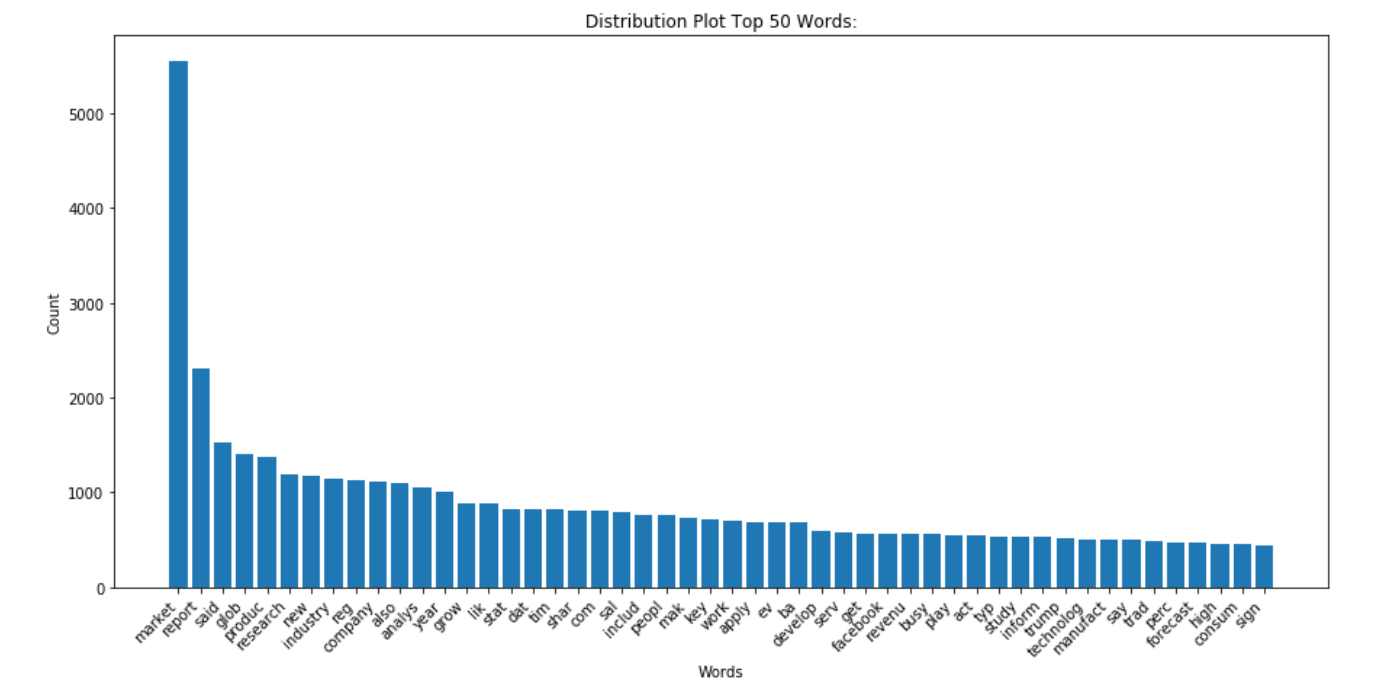 Distribution Plot Top 50 Words:
5000
4000
3000
2000
1000
0
Count
market
report
said
glob
produc
research
new
industry
reg
company
also
analys
year
grow
lik
stat
dat
tim
shar
com
sal
includ
peopl
mak
key
work
apply
ev
ba
develop
serv
get
facebook
revenu
busy
play
act
typ
study
inform
trump
technolog
manufact
say
trad
perc
forecast
high
consum
sign
Words